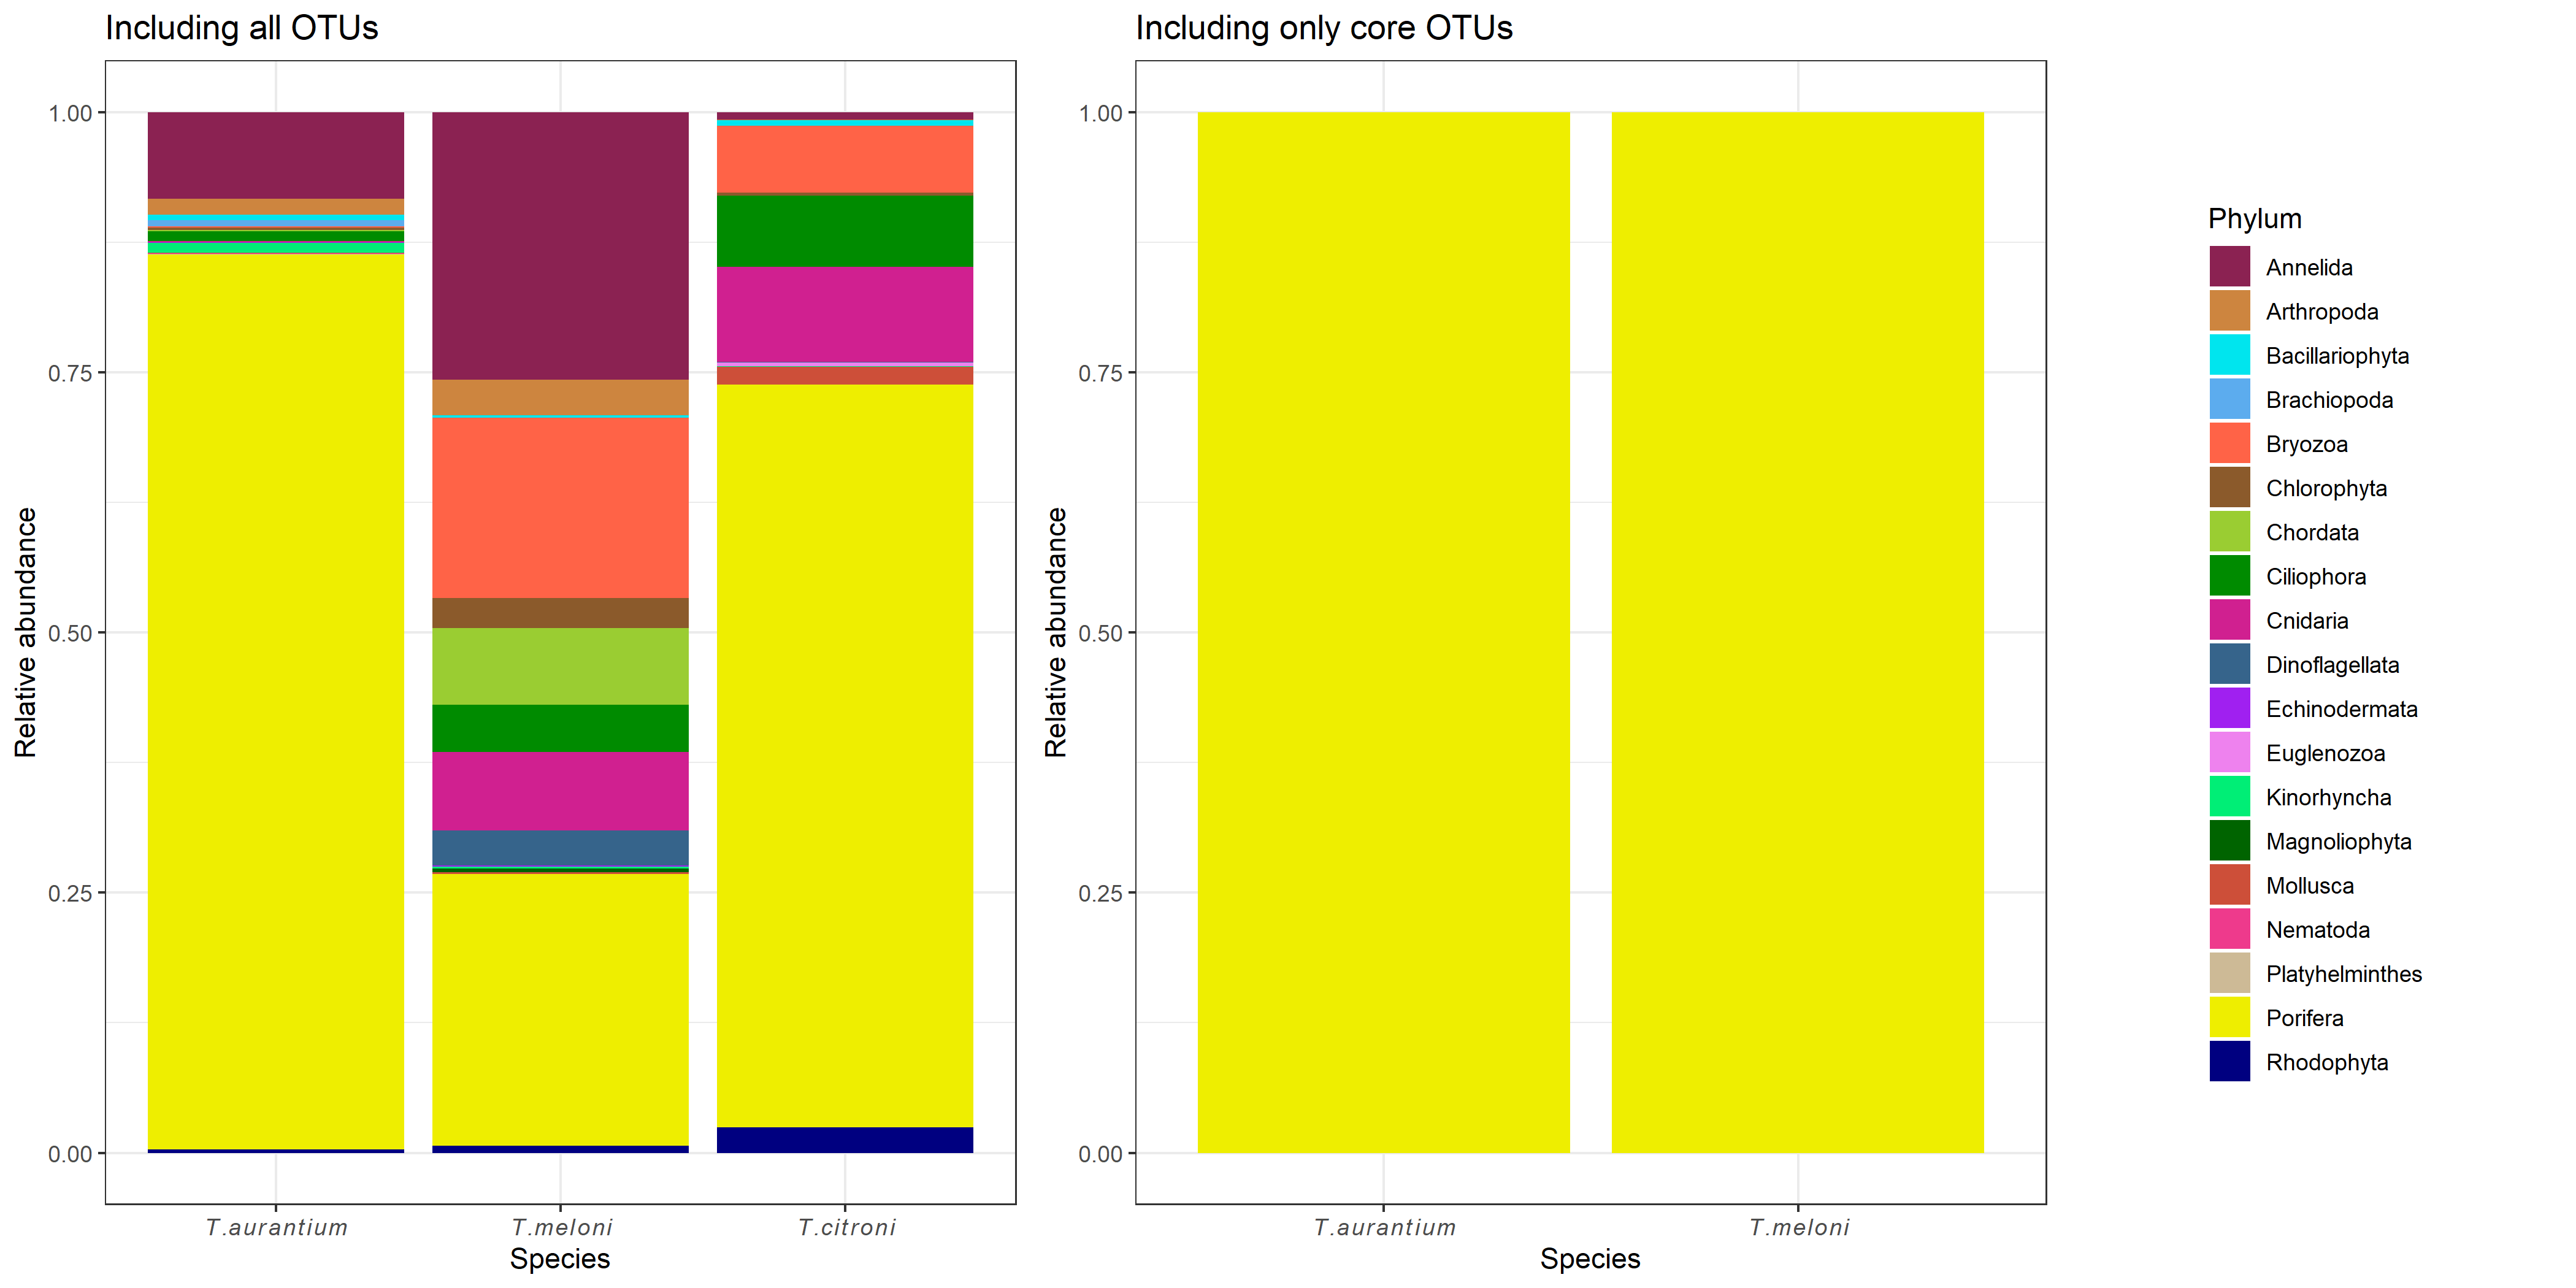 Including all OTUs
Relative abundance
1.00
0.75
0.50
0.25
0.00
T.aurantium
T.meloni
T.citroni
Species
Including only core OTUs
Relative abundance
1.00
0.75
0.50
0.25
0.00
T.aurantium
T.meloni
Species
Phylum
Annelida
Arthropoda
Bacillariophyta
Brachiopoda
Bryozoa
Chlorophyta
Chordata
Ciliophora
Cnidaria
Dinoflagellata
Echinodermata
Euglenozoa
Kinorhyncha
Magnoliophyta
Mollusca
Nematoda
Platyhelminthes
Porifera
Rhodophyta